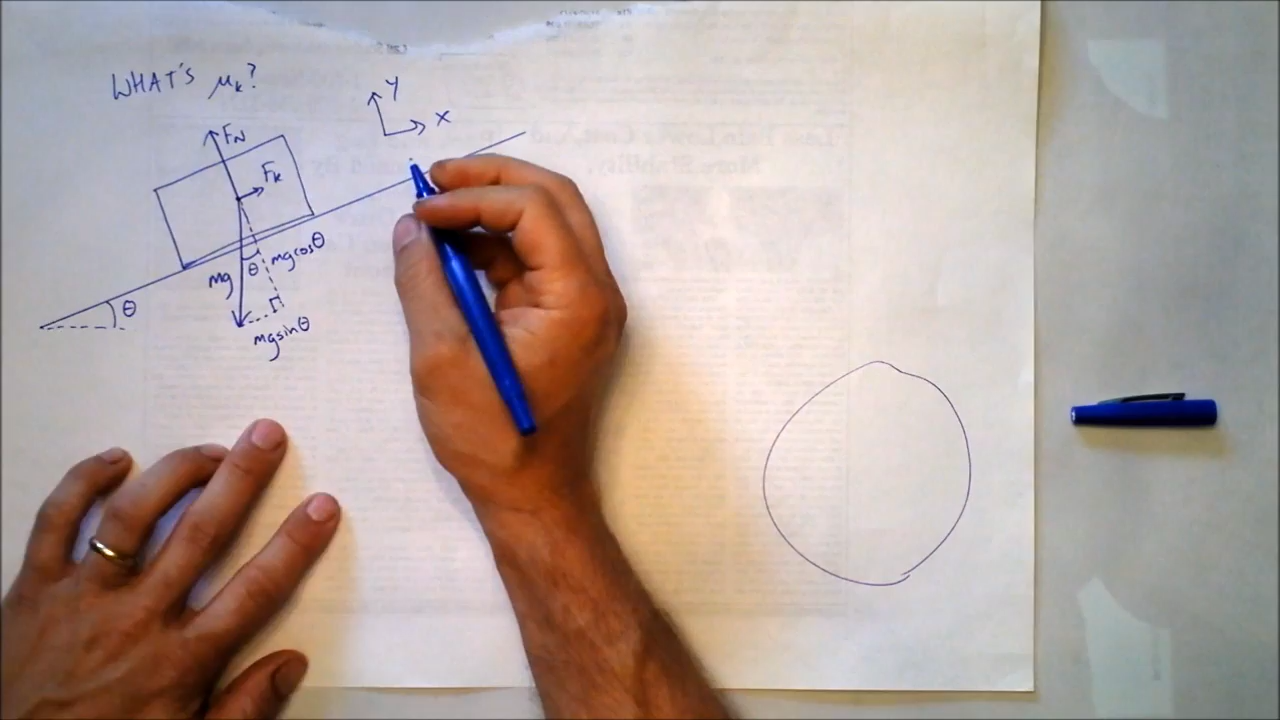 WHAT'S μk?
y
x
FN
Fk
mg
θ
mgcosθ
θ
mgsinθ